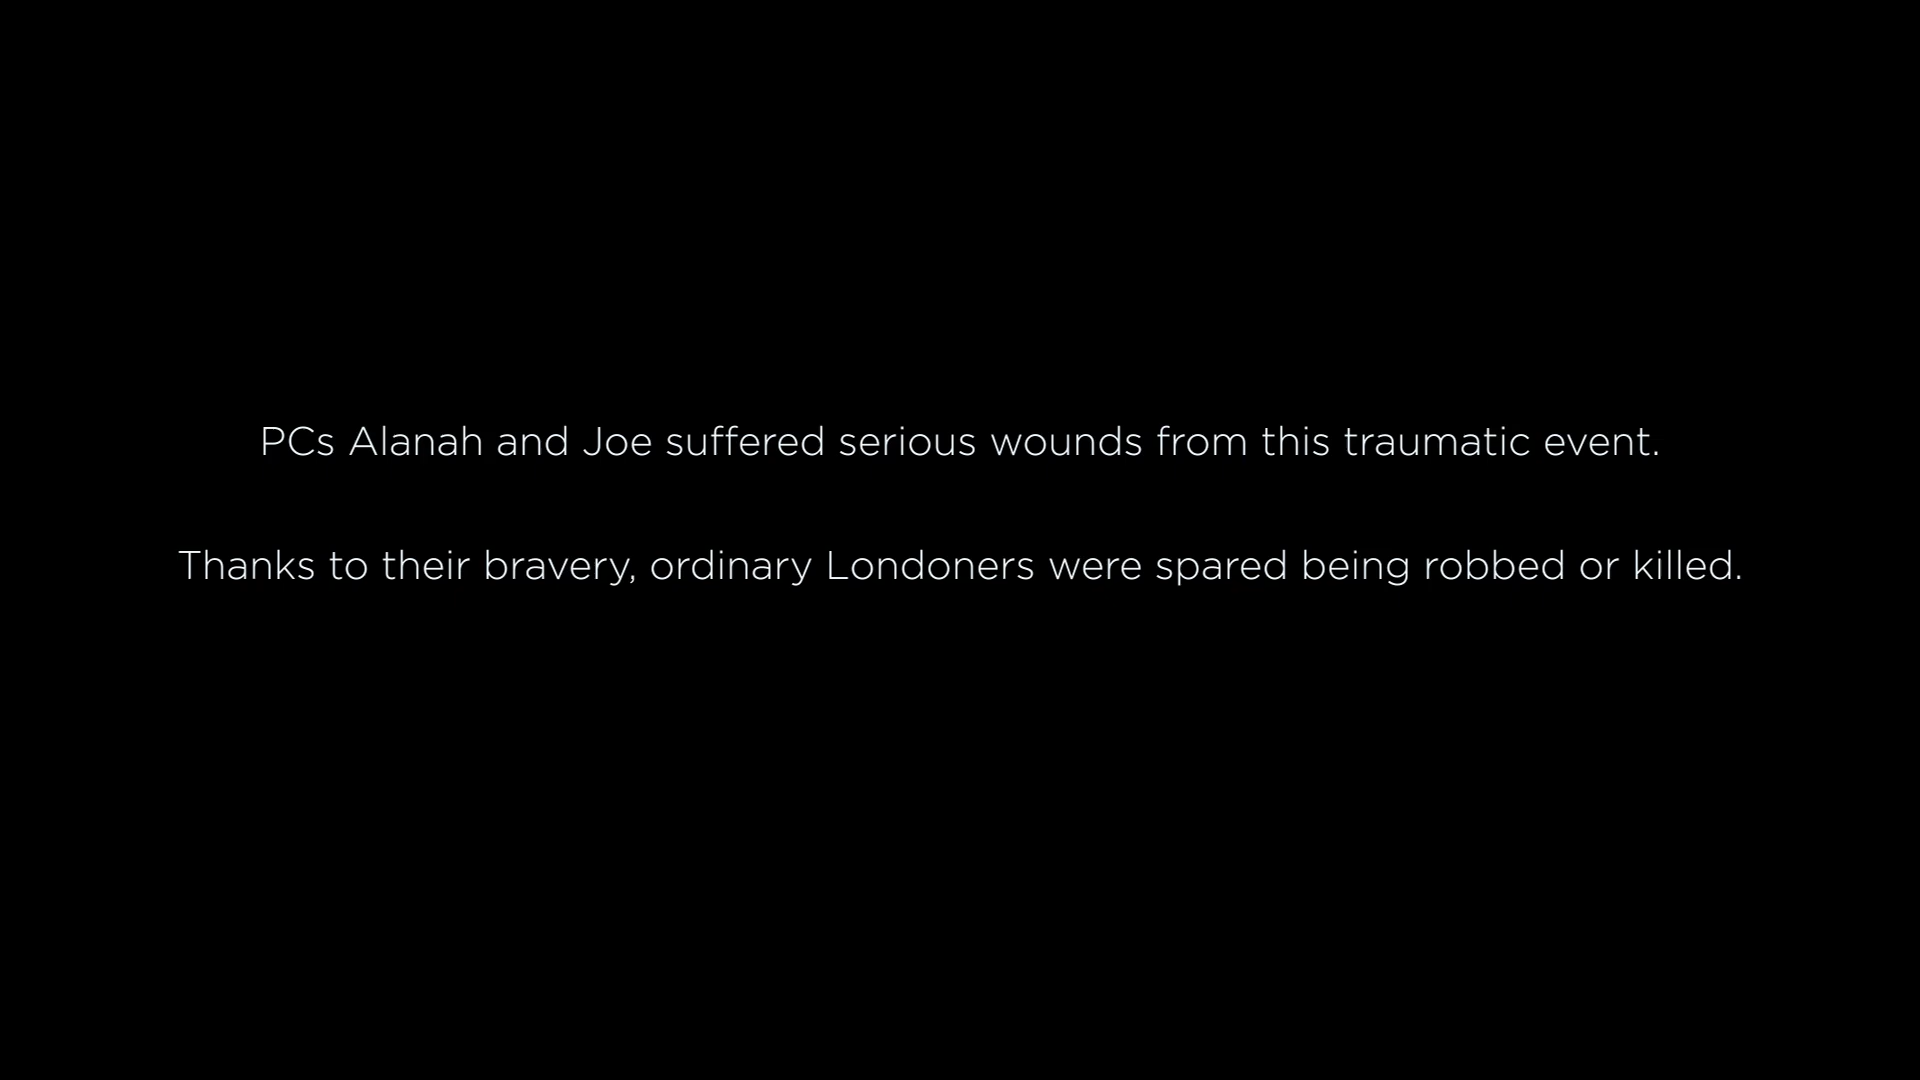 PCs Alanah and Joe suffered serious wounds from this traumatic event.
Thanks to their bravery, ordinary Londoners were spared being robbed or killed.